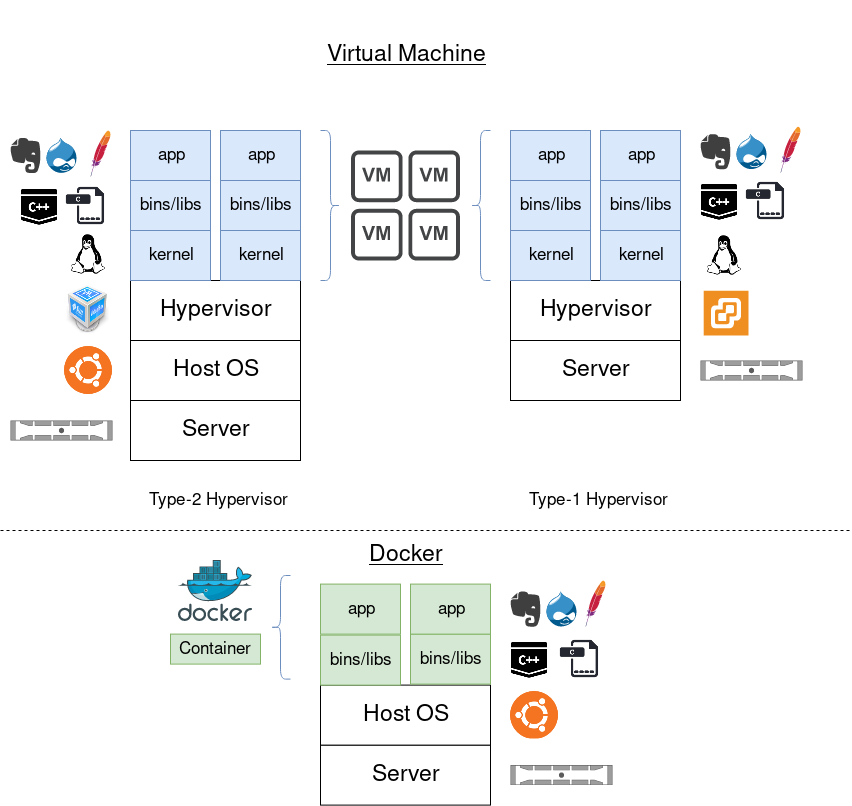 Virtual Machine
app
app
bins/libs
bins/libs
kernel
kernel
Hypervisor
Host OS
Server
C++
C
Type-2 Hypervisor
VM
VM
VM
VM
app
app
bins/libs
bins/libs
kernel
kernel
Hypervisor
Server
C++
C
Type-1 Hypervisor
Docker
docker
Container
app
app
bins/libs
bins/libs
Host OS
Server
C++
C